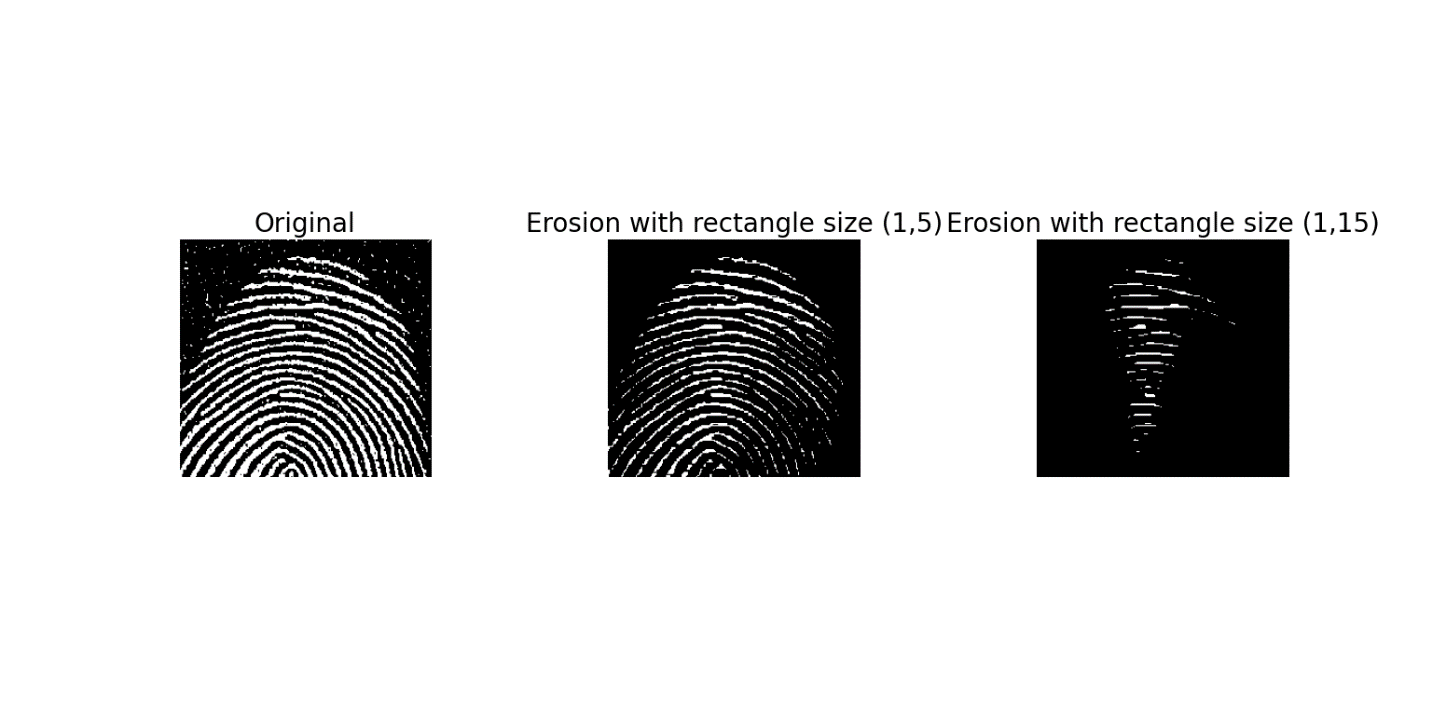 Original
Erosion with rectangle size (1,5)
Erosion with rectangle size (1,15)